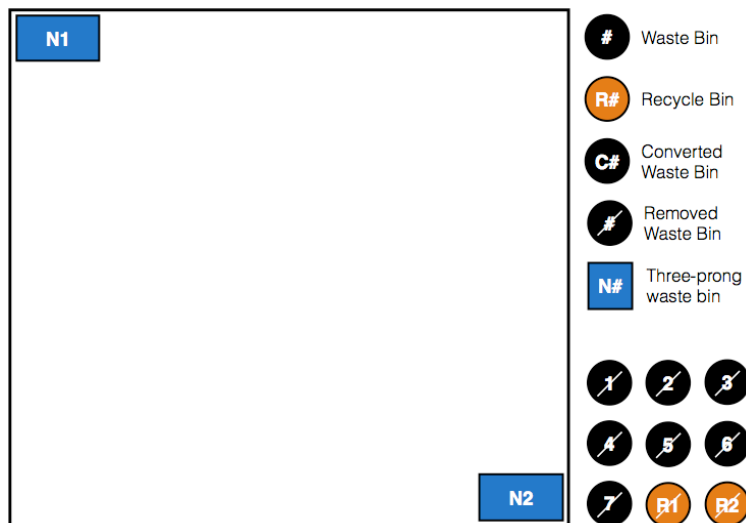 N1
# Waste Bin
R# Recycle Bin
C# Converted
Waste Bin
# Removed
Waste Bin
N# Three-prong
waste bin
1 2 3
4 5 6
N2
7 R1 R2